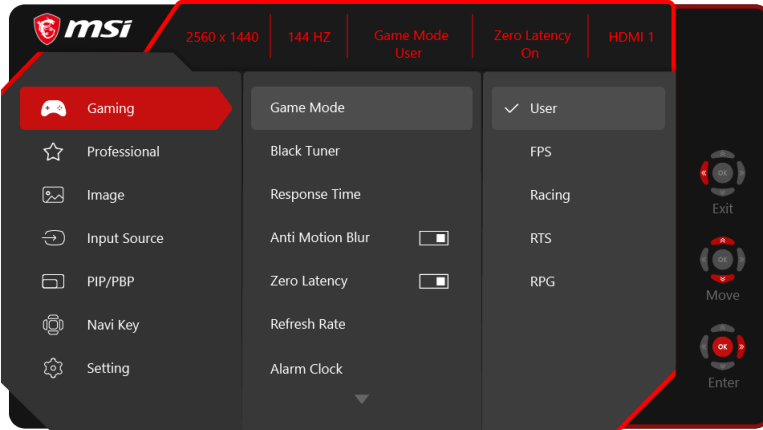 msi
2560 x 1440
144 HZ
Game Mode
User
Zero Latency
On
HDMI 1
Gaming
Professional
Image
Input Source
PIP/PBP
Navi Key
Setting
Game Mode
Black Tuner
Response Time
Anti Motion Blur
Zero Latency
Refresh Rate
Alarm Clock
User
FPS
Racing
RTS
RPG
OK
Exit
OK
Move
OK
Enter